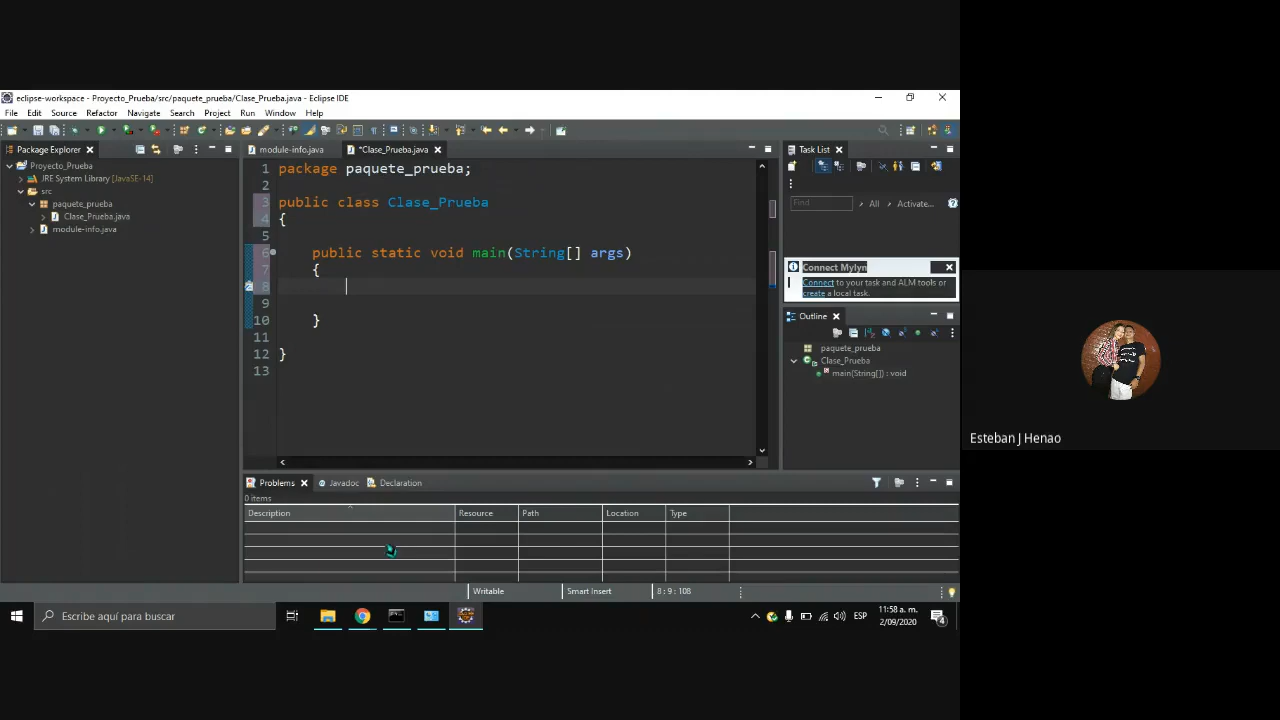 eclipse-workspace - Proyecto_Prueba/src/paquete_prueba/Clase_Prueba.java - Eclipse IDE
File Edit Source Refactor Navigate Search Project Run Window Help
Package Explorer
Proyecto_Prueba
JRE System Library [JavaSE-14]
src
paquete_prueba
Clase_Prueba.java
module-info.java
module-info.java *Clase_Prueba.java
1 package paquete_prueba;
2
3 public class Clase_Prueba
4 {
5
6 public static void main(String[] args)
7 {
8
9
10 }
11
12 }
13
Task List
Find All Activate...
Connect Mylyn
Connect to your task and ALM tools or
create a local task.
Outline
paquete_prueba
Clase_Prueba
main(String[]) : void
Problems Javadoc Declaration
0 items
Description Resource Path Location Type
Writable Smart Insert 8 : 9 : 108
Escribe aquí para buscar
ESP
11:58 a. m.
2/09/2020
4
Esteban J Henao